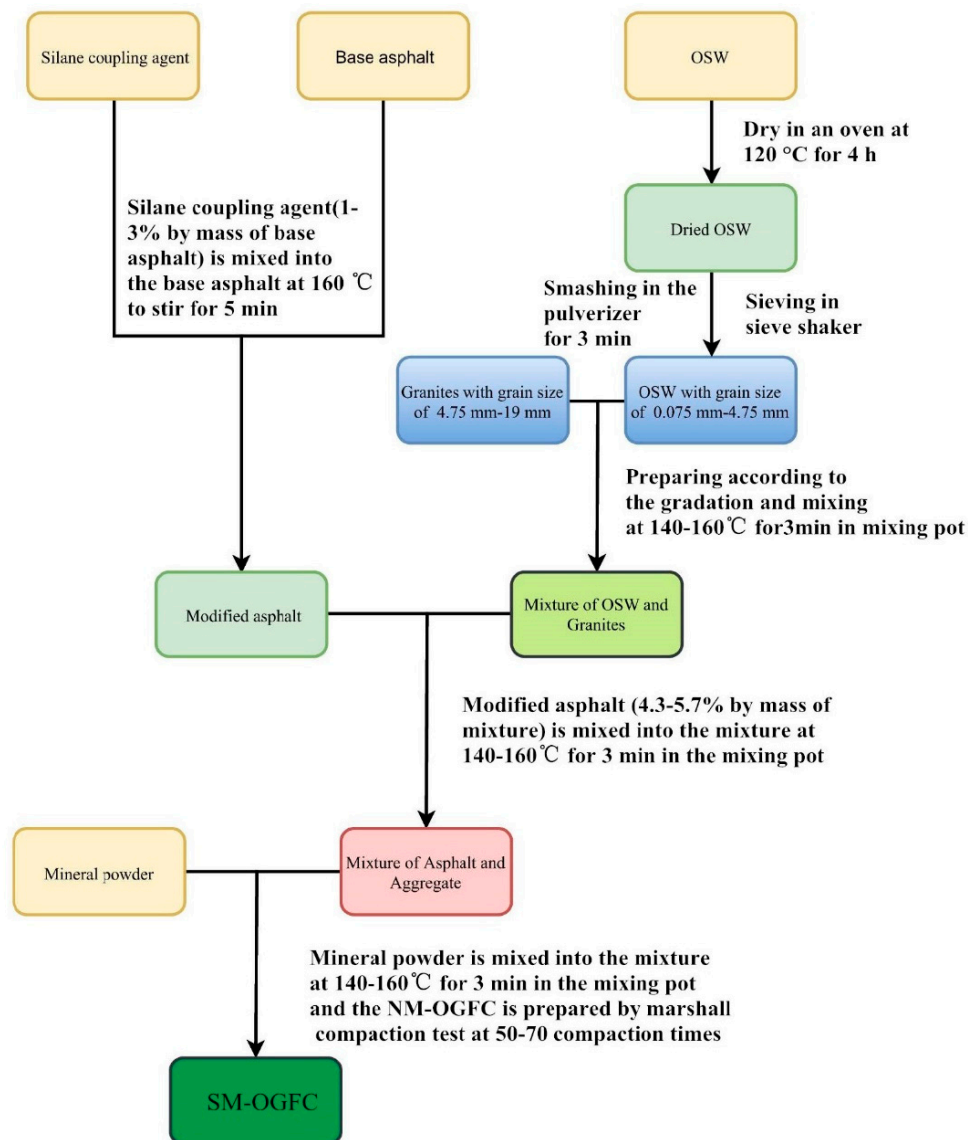 Silane coupling agent
Base asphalt
OSW
Dry in an oven at
120 °C for 4 h
Silane coupling agent(1-
3% by mass of base
asphalt) is mixed into
the base asphalt at 160 ℃
to stir for 5 min
Dried OSW
Smashing in the
pulverizer
for 3 min
Sieving in
sieve shaker
Granites with grain size
of 4.75 mm-19 mm
OSW with grain size
of 0.075 mm-4.75 mm
Preparing according to
the gradation and mixing
at 140-160℃ for3min in mixing pot
Modified asphalt
Mixture of OSW and
Granites
Modified asphalt (4.3-5.7% by mass of
mixture) is mixed into the mixture at
140-160℃ for 3 min in the mixing pot
Mineral powder
Mixture of Asphalt and
Aggregate
Mineral powder is mixed into the mixture
at 140-160℃ for 3 min in the mixing pot
and the NM-OGFC is prepared by marshall
compaction test at 50-70 compaction times
SM-OGFC